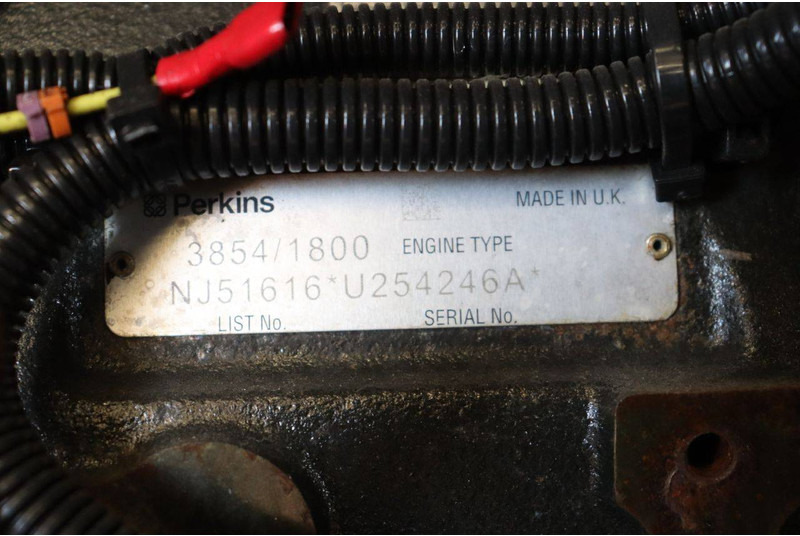 Perkins MADE IN U.K.
3854/1800 ENGINE TYPE
NJ51616*U254246A*
LIST No. SERIAL No.